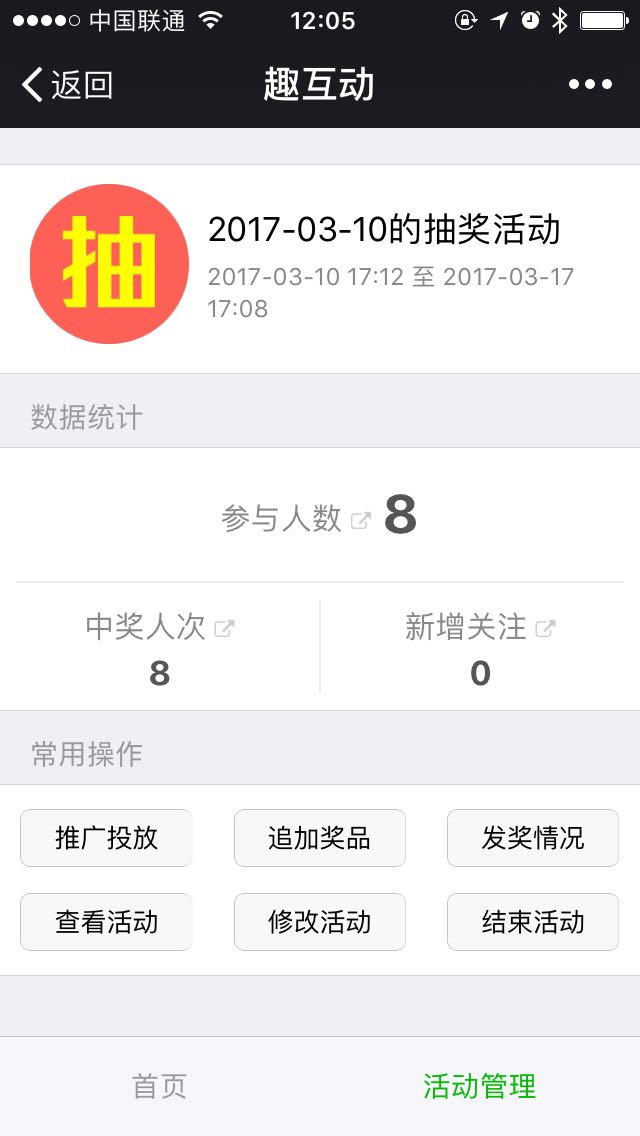 中国联通 12:05
返回 趣互动
抽
2017-03-10的抽奖活动
2017-03-10 17:12 至 2017-03-17
17:08
数据统计
参与人数 8
中奖人次 新增关注
8 0
常用操作
推广投放 追加奖品 发奖情况
查看活动 修改活动 结束活动
首页 活动管理